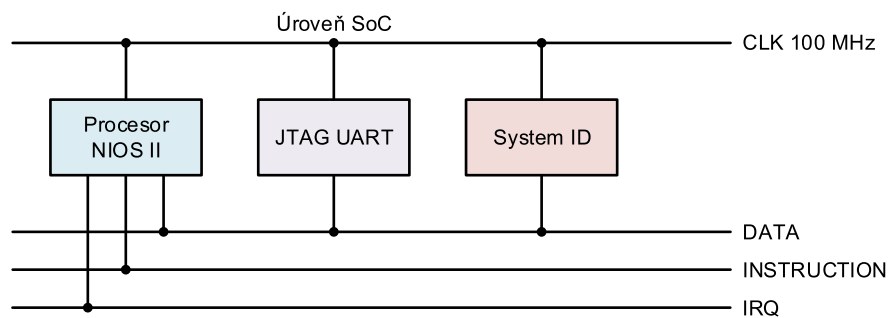 Úroveň SoC
CLK 100 MHz
Procesor
NIOS II
JTAG UART
System ID
DATA
INSTRUCTION
IRQ